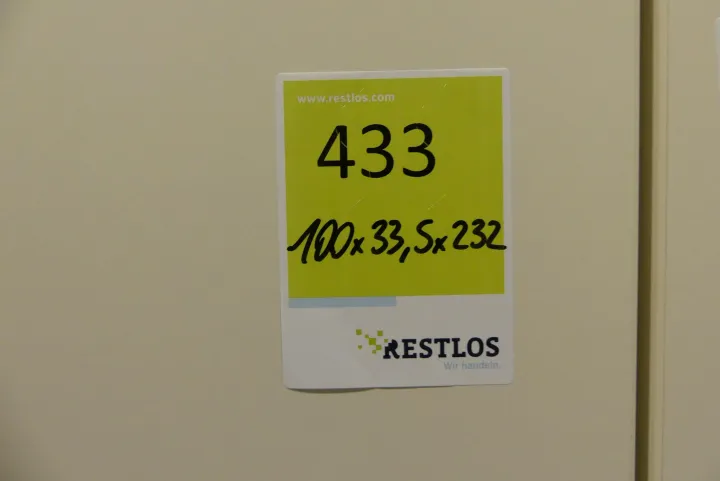 www.restlos.com
433
100x33,5x232
RESTLOS
Wir handeln.